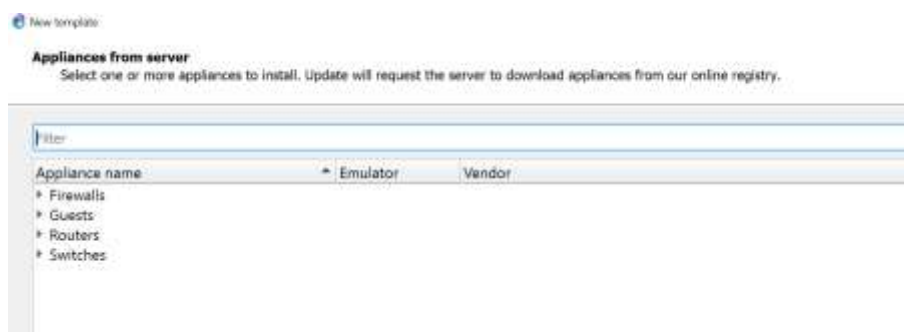 New template
Appliances from server
Select one or more appliances to install. Update will request the server to download appliances from our online registry.
Filter
Appliance name Emulator Vendor
Firewalls
Guests
Routers
Switches